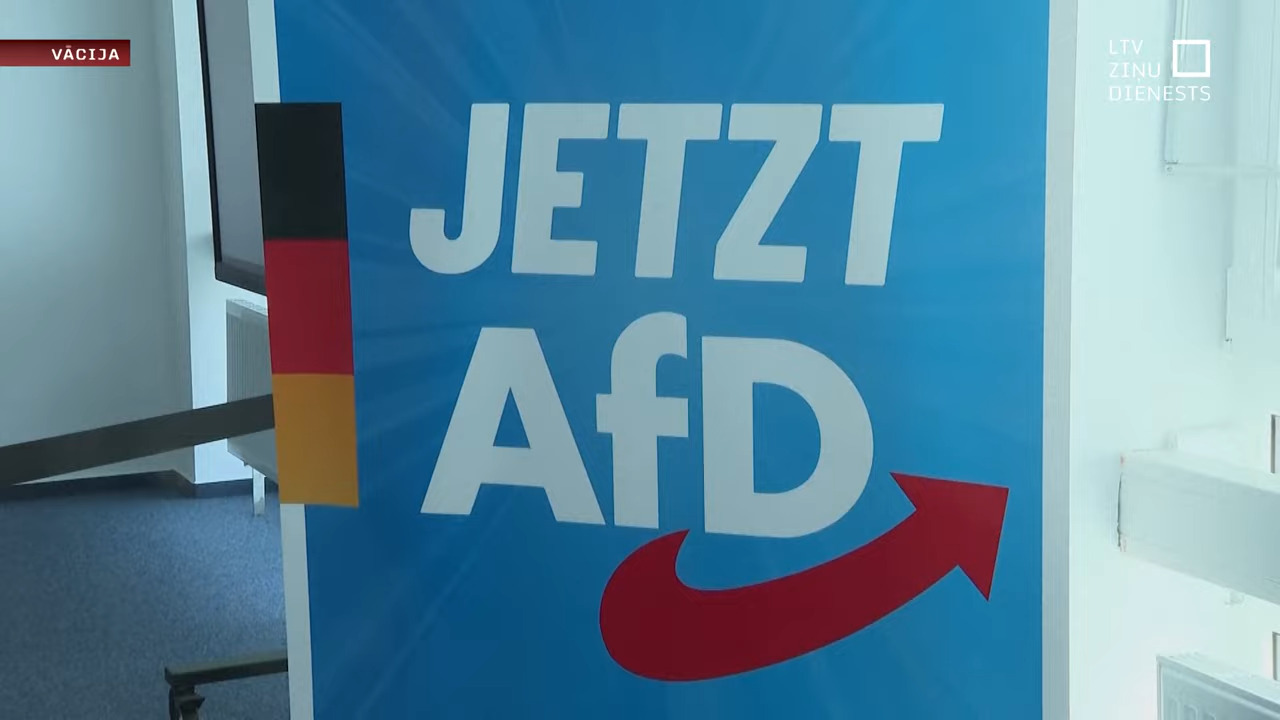 VĀCIJA
LTV
ZIŅU
DIENESTS
JETZT
AfD